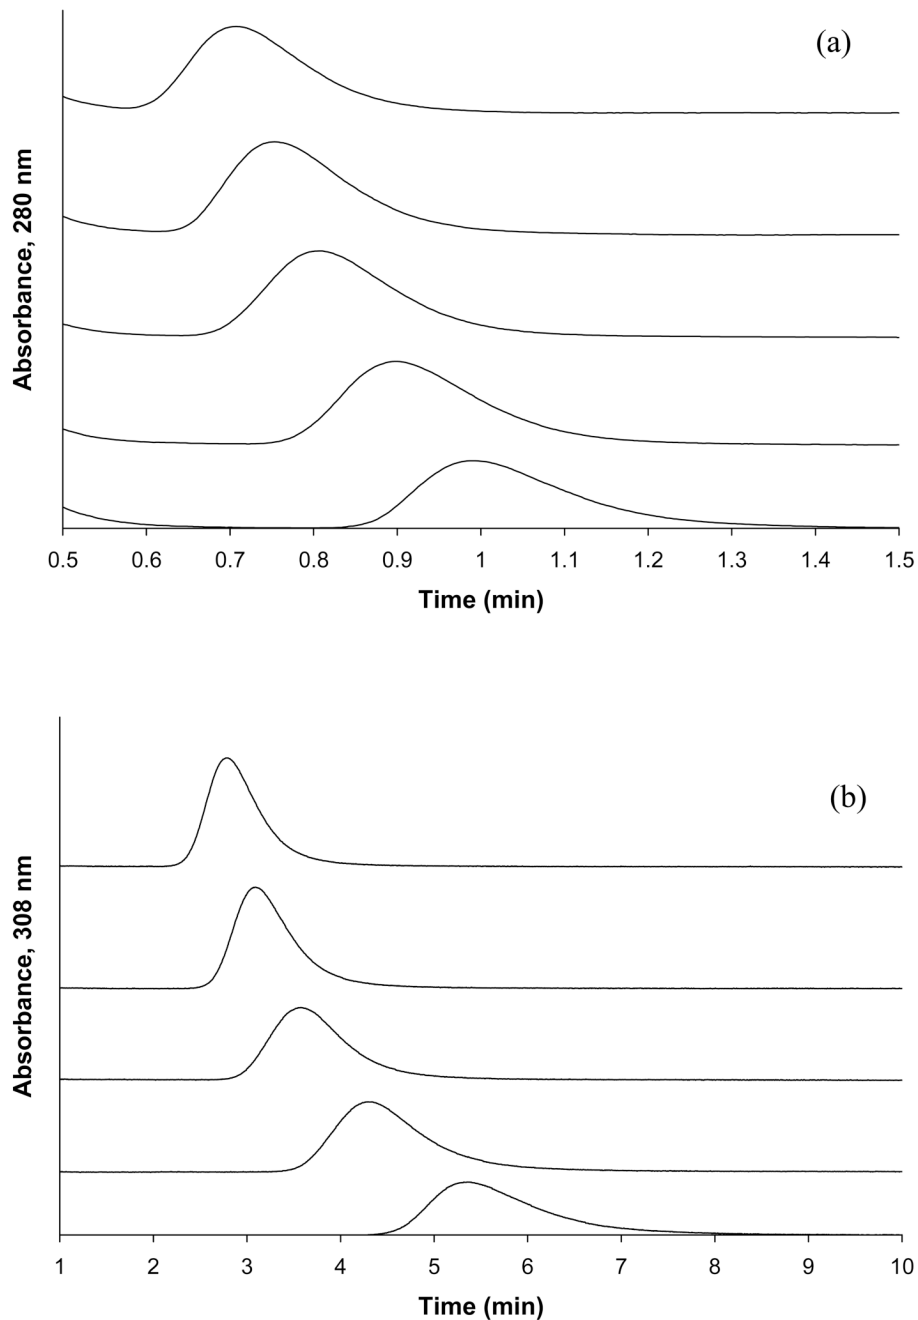 (a)
Absorbance, 280 nm
0.5 0.6 0.7 0.8 0.9 1 1.1 1.2 1.3 1.4 1.5
Time (min)
(b)
Absorbance, 308 nm
1 2 3 4 5 6 7 8 9 10
Time (min)